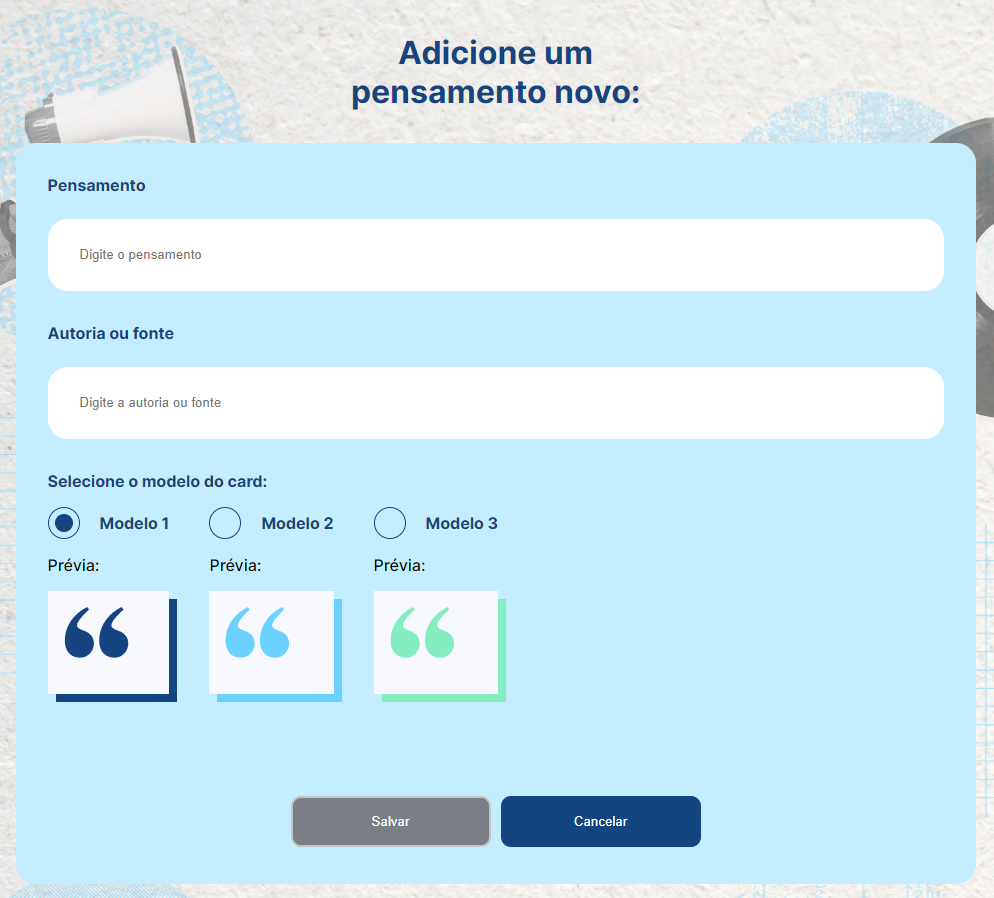 Adicione um
pensamento novo:
Pensamento
Digite o pensamento
Autoria ou fonte
Digite a autoria ou fonte
Selecione o modelo do card:
Modelo 1 Modelo 2 Modelo 3
Prévia: Prévia: Prévia:
““ ““ ““
Salvar Cancelar